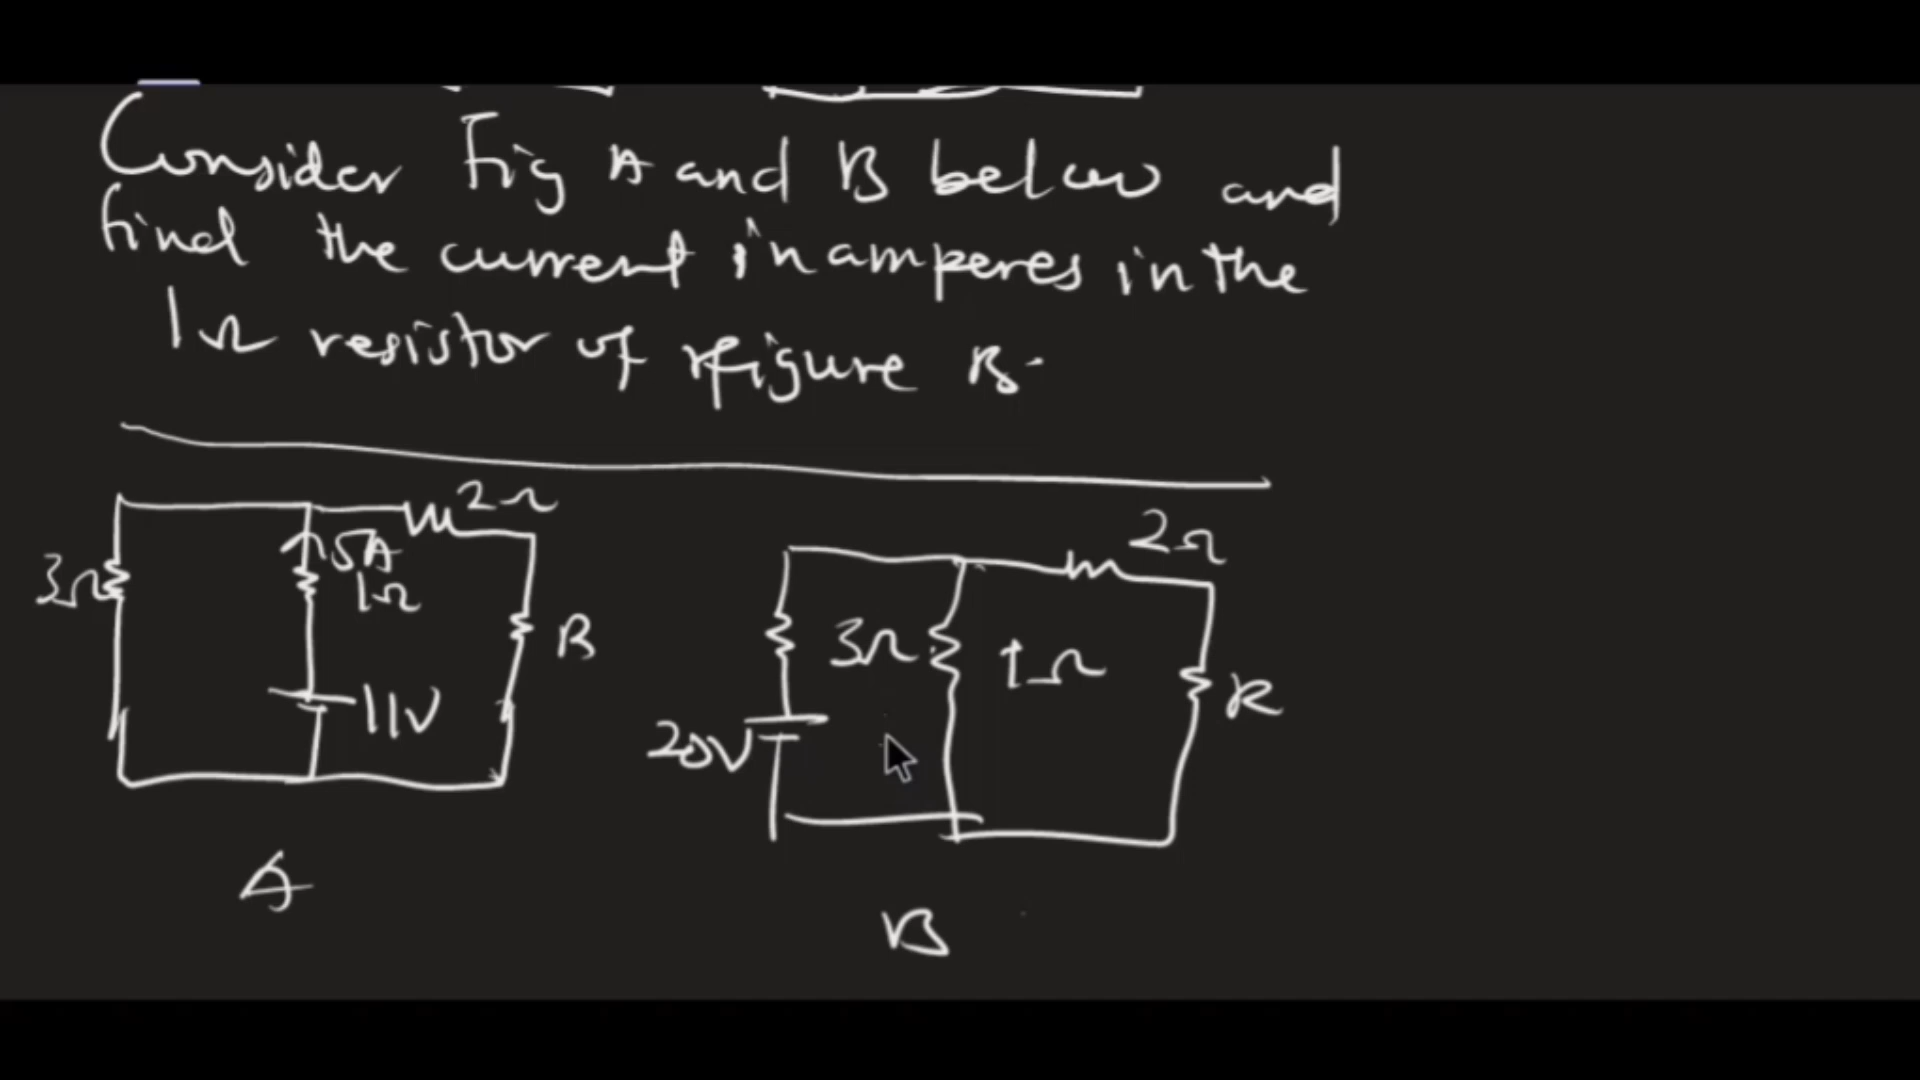 Consider Fig A and B below and
find the current in amperes in the
1Ω resistor of figure B.
2Ω
5A
3Ω
1Ω
B
11V
A
2Ω
3Ω
1Ω
R
20V
B